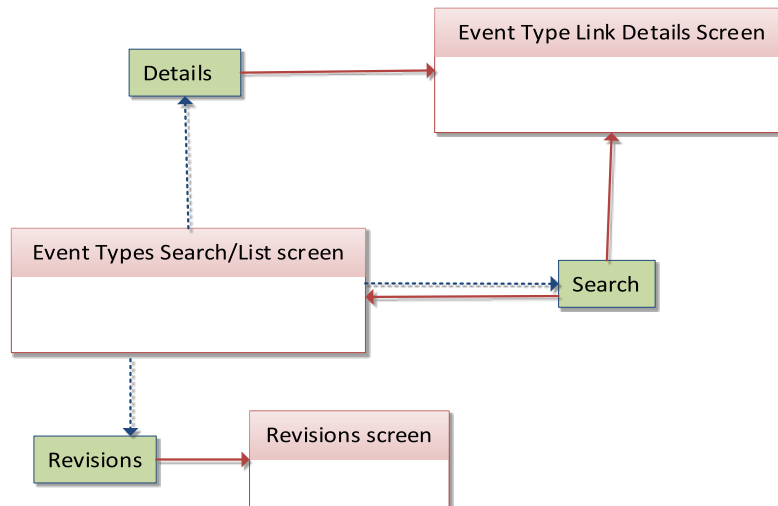 Event Type Link Details Screen
Details
Event Types Search/List screen
Search
Revisions screen
Revisions